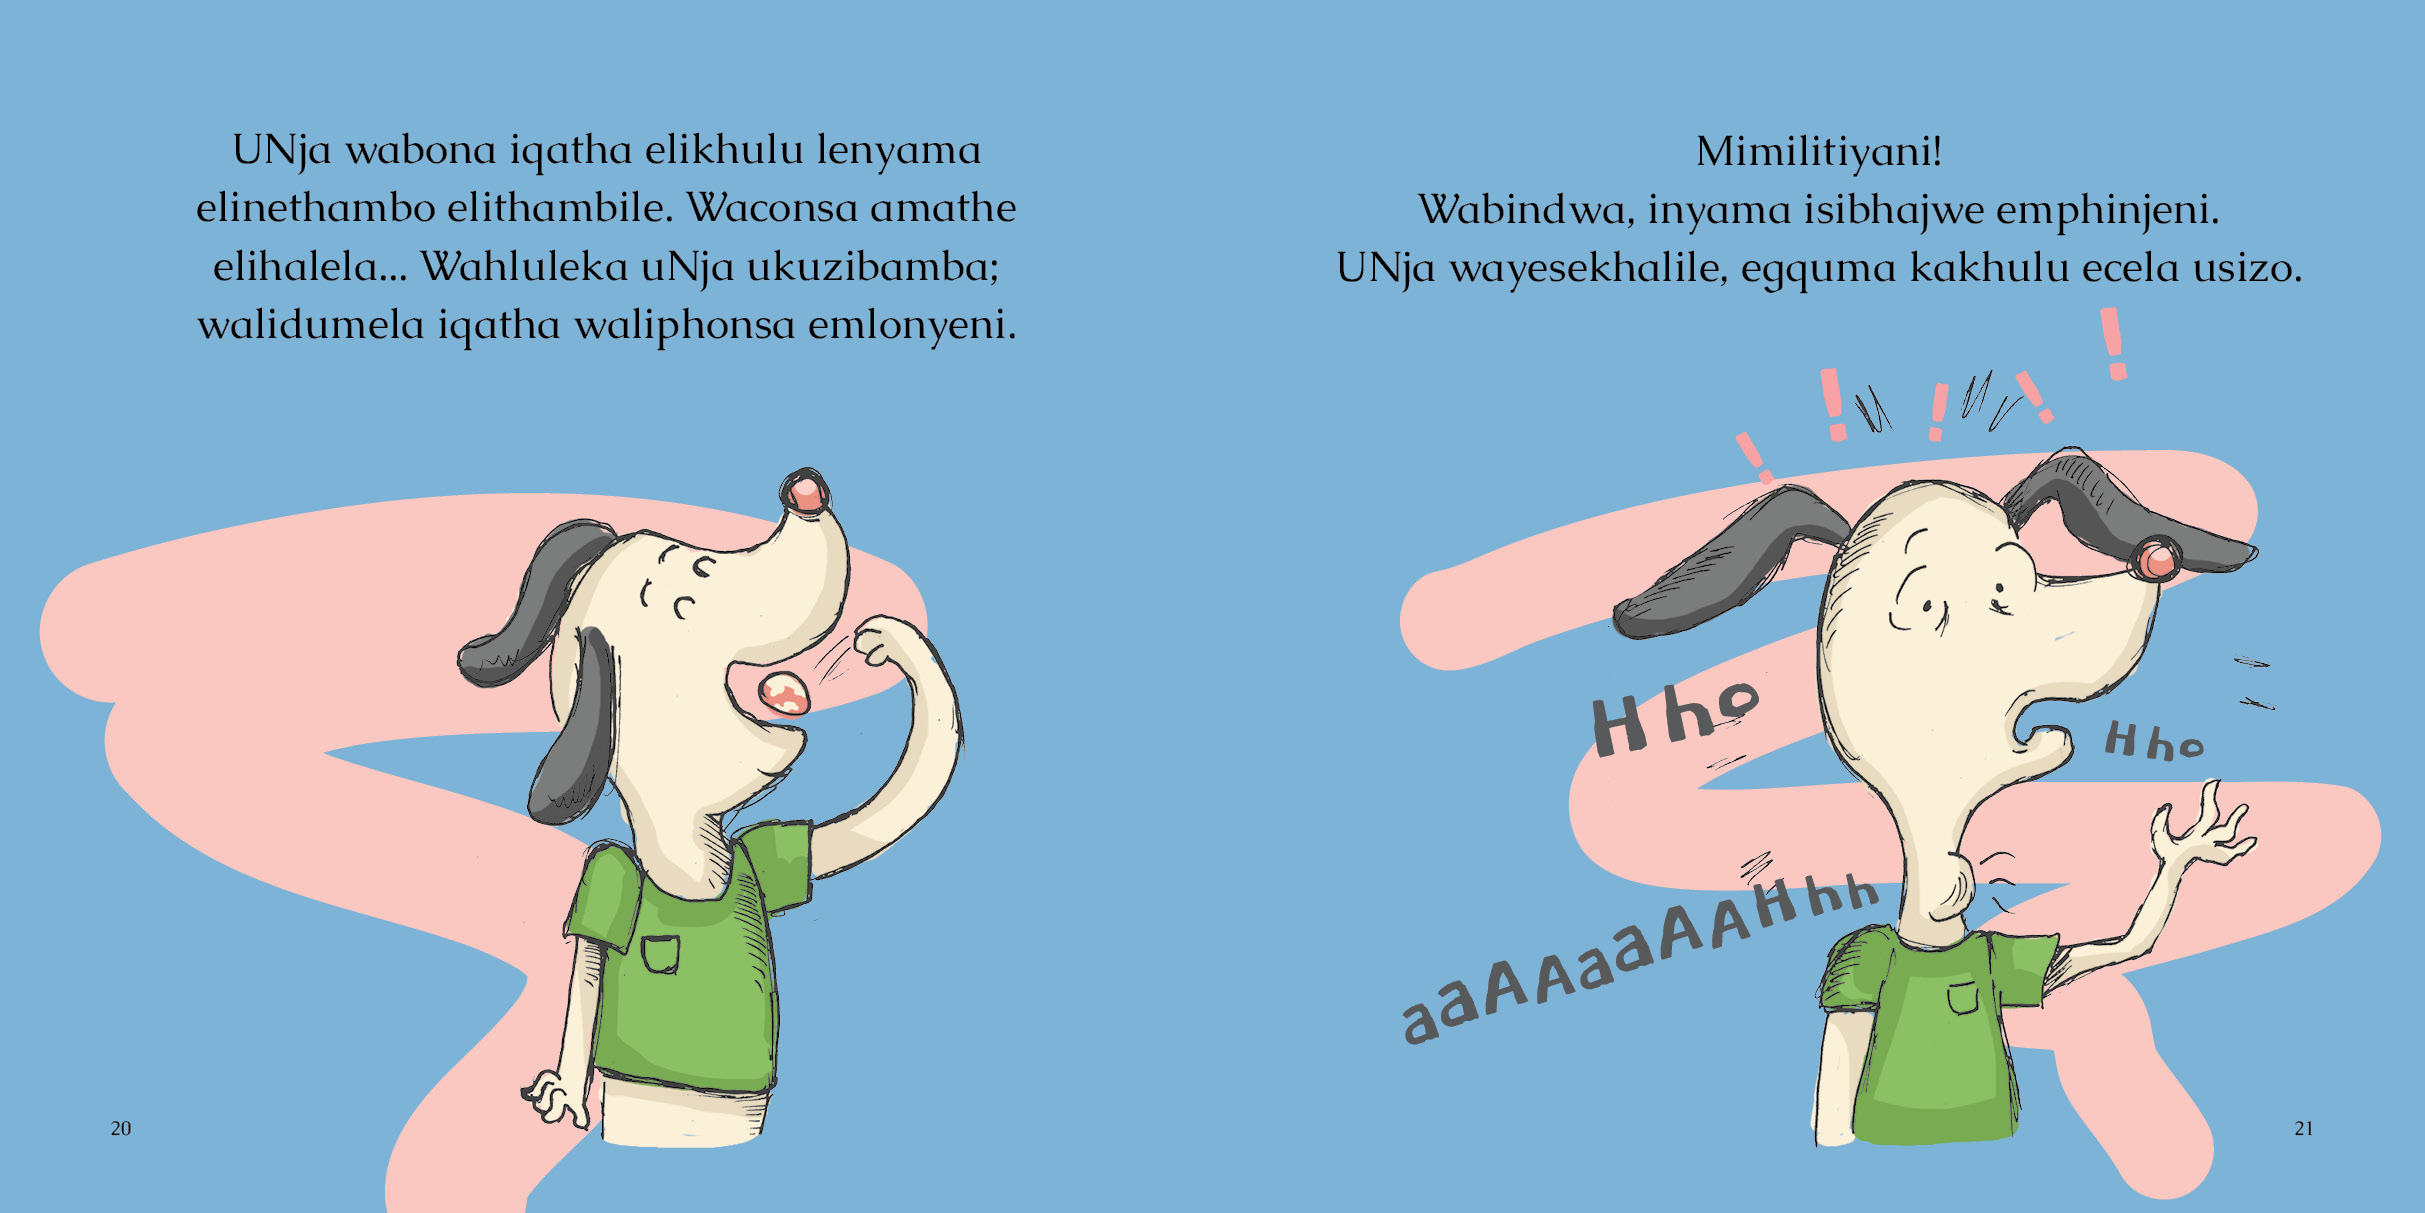 UNja wabona iqatha elikhulu lenyama
elinethambo elithambile. Waconsa amathe
elihalela... Wahluleka uNja ukuzibamba;
walidumela iqatha waliphonsa emlonyeni.
20
Mimilitiyani!
Wabindwa, inyama isibhajwe emphinjeni.
UNja wayesekhalile, egquma kakhulu ecela usizo.
! ! ! ! !
Hho
Hho
aaAAaaAAHhh
21